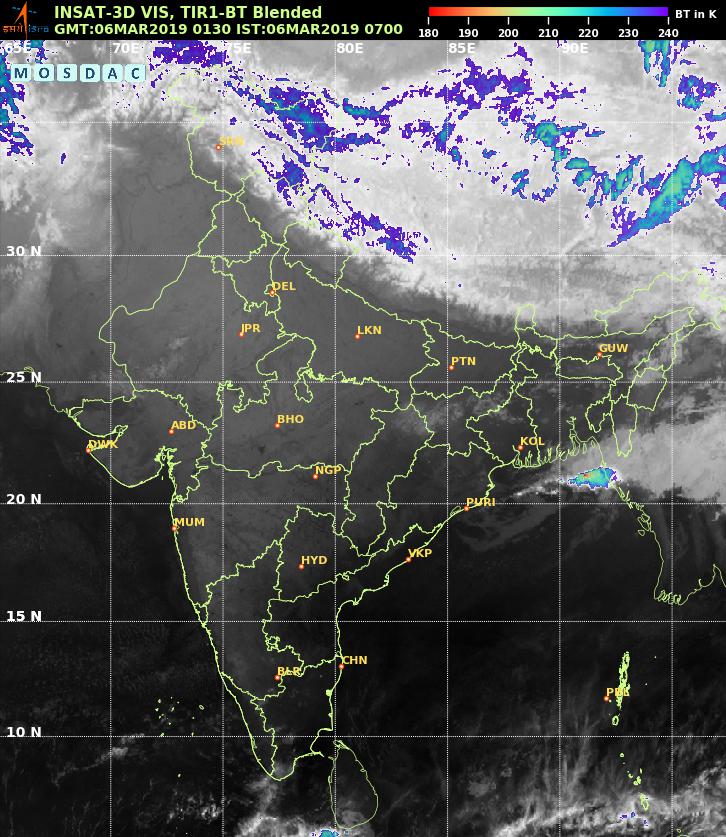 INSAT-3D VIS, TIR1-BT Blended
GMT:06MAR2019 0130 IST:06MAR2019 0700
BT in K
180 190 200 210 220 230 240
65E 70E 75E 80E 85E 90E
MOSDAC
SRN
30 N
DEL
JPR
LKN
GUW
PTN
25 N
ABD
BHO
DWK
KOL
NGP
20 N
PURI
MUM
VKP
HYD
15 N
CHN
BLR
PBL
10 N